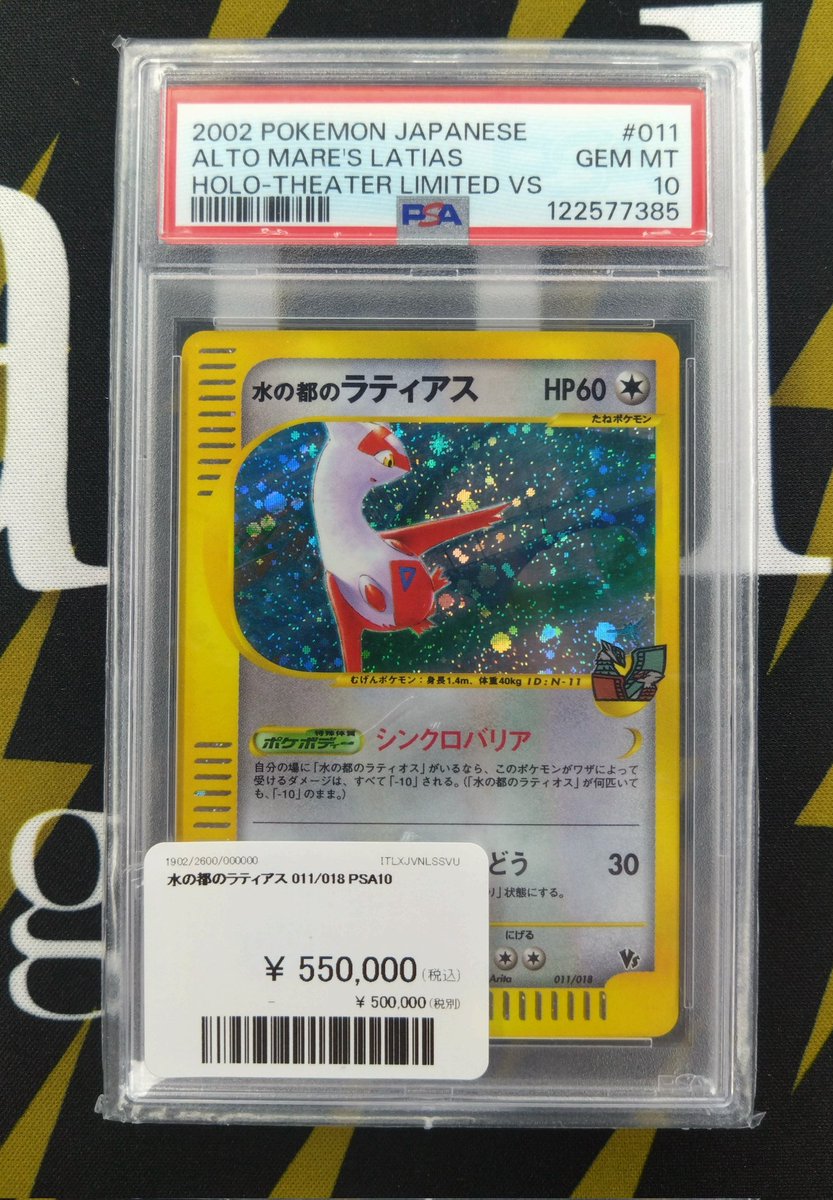 2002 POKEMON JAPANESE #011
ALTO MARE'S LATIAS GEM MT
HOLO-THEATER LIMITED VS 10
PSA 122577385
水の都のラティアス HP60
たねポケモン
むげんポケモン：身長1.4m、体重40kg ID：N-11
特殊体質
ポケボディー シンクロバリア
自分の場に「水の都のラティオス」がいるなら、このポケモンがワザによって
受けるダメージは、すべて「-10」される。（「水の都のラティオス」が何匹いて
も、「-10」のまま。）
どう 30
」状態にする。
にげる
Arita 011/018 Vs
1902/2600/000000 ITLXJVNLSSVU
水の都のラティアス 011/018 PSA10
¥ 550,000(税込)
- ¥ 500,000(税別)
PSA
g